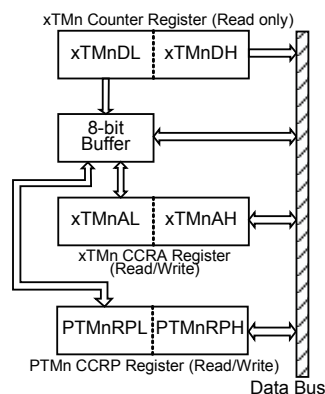 xTMn Counter Register (Read only)
xTMnDL xTMnDH
8-bit
Buffer
xTMnAL xTMnAH
xTMn CCRA Register
(Read/Write)
PTMnRPL PTMnRPH
PTMn CCRP Register (Read/Write)
Data Bus